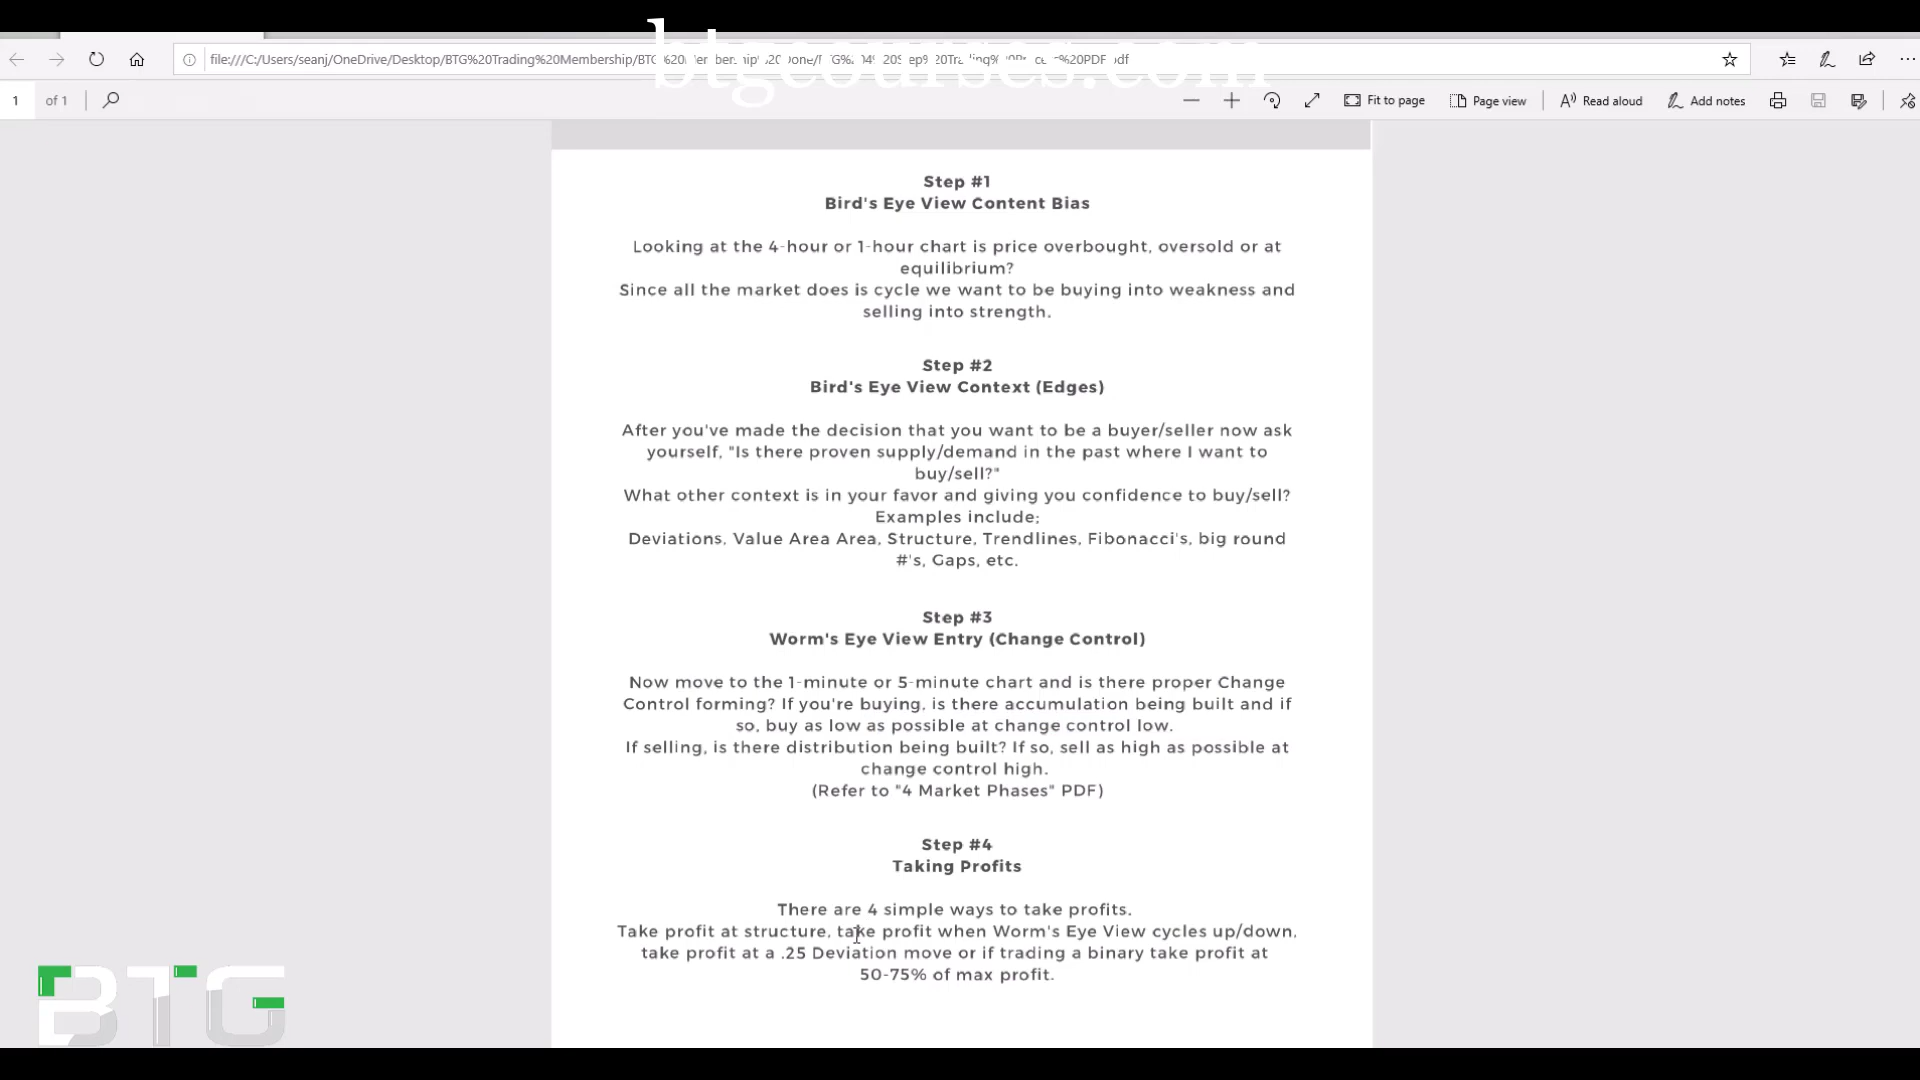 btgcourses.com
1 of 1
Fit to page
Page view
Read aloud
Add notes
Step #1
Bird's Eye View Content Bias
Looking at the 4-hour or 1-hour chart is price overbought, oversold or at
equilibrium?
Since all the market does is cycle we want to be buying into weakness and
selling into strength.
Step #2
Bird's Eye View Context (Edges)
After you've made the decision that you want to be a buyer/seller now ask
yourself, "Is there proven supply/demand in the past where I want to
buy/sell?"
What other context is in your favor and giving you confidence to buy/sell?
Examples include;
Deviations, Value Area Area, Structure, Trendlines, Fibonacci's, big round
#'s, Gaps, etc.
Step #3
Worm's Eye View Entry (Change Control)
Now move to the 1-minute or 5-minute chart and is there proper Change
Control forming? If you're buying, is there accumulation being built and if
so, buy as low as possible at change control low.
If selling, is there distribution being built? If so, sell as high as possible at
change control high.
(Refer to "4 Market Phases" PDF)
Step #4
Taking Profits
There are 4 simple ways to take profits.
Take profit at structure, take profit when Worm's Eye View cycles up/down,
take profit at a .25 Deviation move or if trading a binary take profit at
50-75% of max profit.
BTG